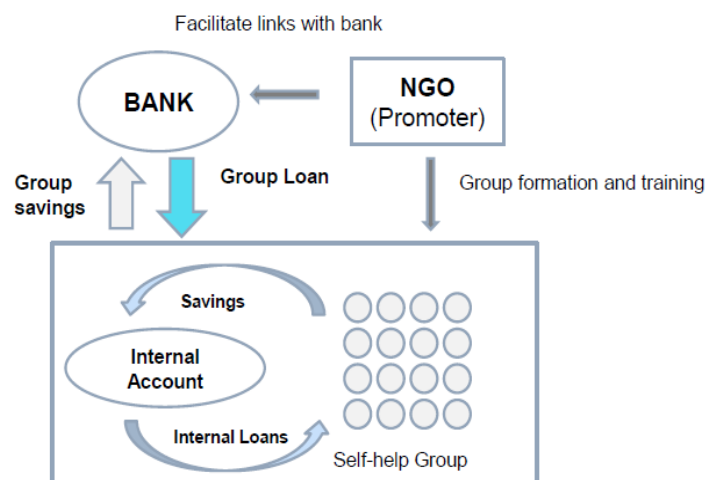 Facilitate links with bank
BANK
NGO
(Promoter)
Group
savings
Group Loan
Group formation and training
Savings
Internal
Account
Internal Loans
Self-help Group